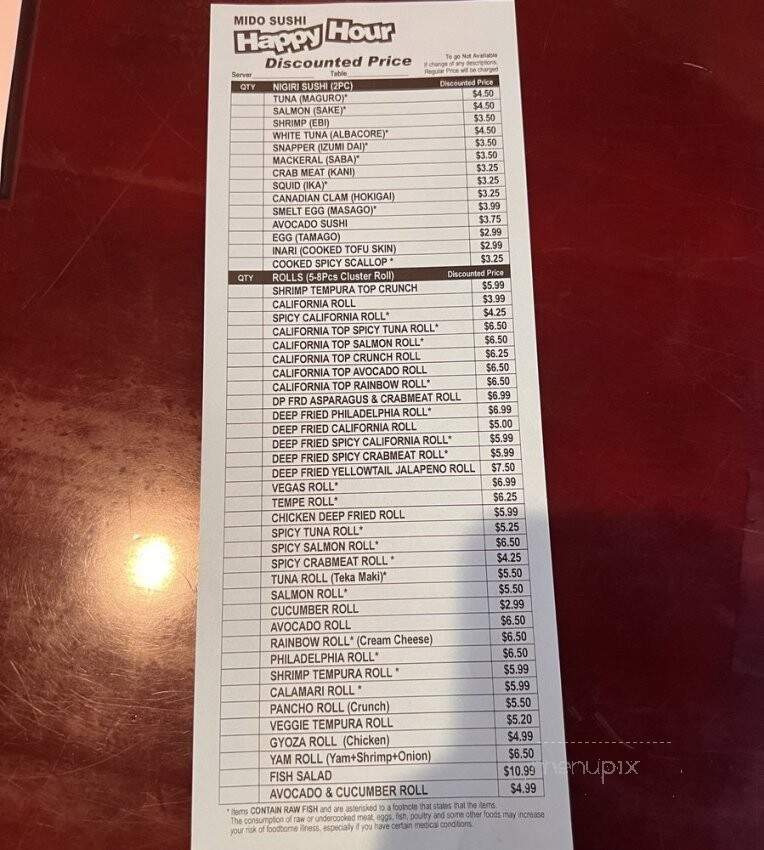 MIDO SUSHI
Happy Hour
Discounted Price
To go Not Available
If change of any descriptions,
Regular Price will be charged
Server Table
QTY NIGIRI SUSHI (2PC) Discounted Price
TUNA (MAGURO)* $4.50
SALMON (SAKE)* $4.50
SHRIMP (EBI) $3.50
WHITE TUNA (ALBACORE)* $4.50
SNAPPER (IZUMI DAI)* $3.50
MACKERAL (SABA)* $3.50
CRAB MEAT (KANI) $3.25
SQUID (IKA)* $3.25
CANADIAN CLAM (HOKIGAI) $3.25
SMELT EGG (MASAGO)* $3.99
AVOCADO SUSHI $3.75
EGG (TAMAGO) $2.99
INARI (COOKED TOFU SKIN) $2.99
COOKED SPICY SCALLOP * $3.25
QTY ROLLS (5-8Pcs Cluster Roll) Discounted Price
SHRIMP TEMPURA TOP CRUNCH $5.99
CALIFORNIA ROLL $3.99
SPICY CALIFORNIA ROLL* $4.25
CALIFORNIA TOP SPICY TUNA ROLL* $6.50
CALIFORNIA TOP SALMON ROLL* $6.50
CALIFORNIA TOP CRUNCH ROLL $6.25
CALIFORNIA TOP AVOCADO ROLL $6.50
CALIFORNIA TOP RAINBOW ROLL* $6.50
DP FRD ASPARAGUS & CRABMEAT ROLL $6.99
DEEP FRIED PHILADELPHIA ROLL* $6.99
DEEP FRIED CALIFORNIA ROLL $5.00
DEEP FRIED SPICY CALIFORNIA ROLL* $5.99
DEEP FRIED SPICY CRABMEAT ROLL* $5.99
DEEP FRIED YELLOWTAIL JALAPENO ROLL $7.50
VEGAS ROLL* $6.99
TEMPE ROLL* $6.25
CHICKEN DEEP FRIED ROLL $5.99
SPICY TUNA ROLL* $5.25
SPICY SALMON ROLL* $6.50
SPICY CRABMEAT ROLL * $4.25
TUNA ROLL (Teka Maki)* $5.50
SALMON ROLL* $5.50
CUCUMBER ROLL $2.99
AVOCADO ROLL $6.50
RAINBOW ROLL* (Cream Cheese) $6.50
PHILADELPHIA ROLL* $6.50
SHRIMP TEMPURA ROLL * $5.99
CALAMARI ROLL * $5.99
PANCHO ROLL (Crunch) $5.50
VEGGIE TEMPURA ROLL $5.20
GYOZA ROLL (Chicken) $4.99
YAM ROLL (Yam+Shrimp+Onion) $6.50
FISH SALAD $10.99
AVOCADO & CUCUMBER ROLL $4.99
menupix
* Items CONTAIN RAW FISH and are asterisked to a footnote that states that the items.
The consumption of raw or undercooked meat, eggs, fish, poultry and some other foods may increase
your risk of foodborne illness, especially if you have certain medical conditions.